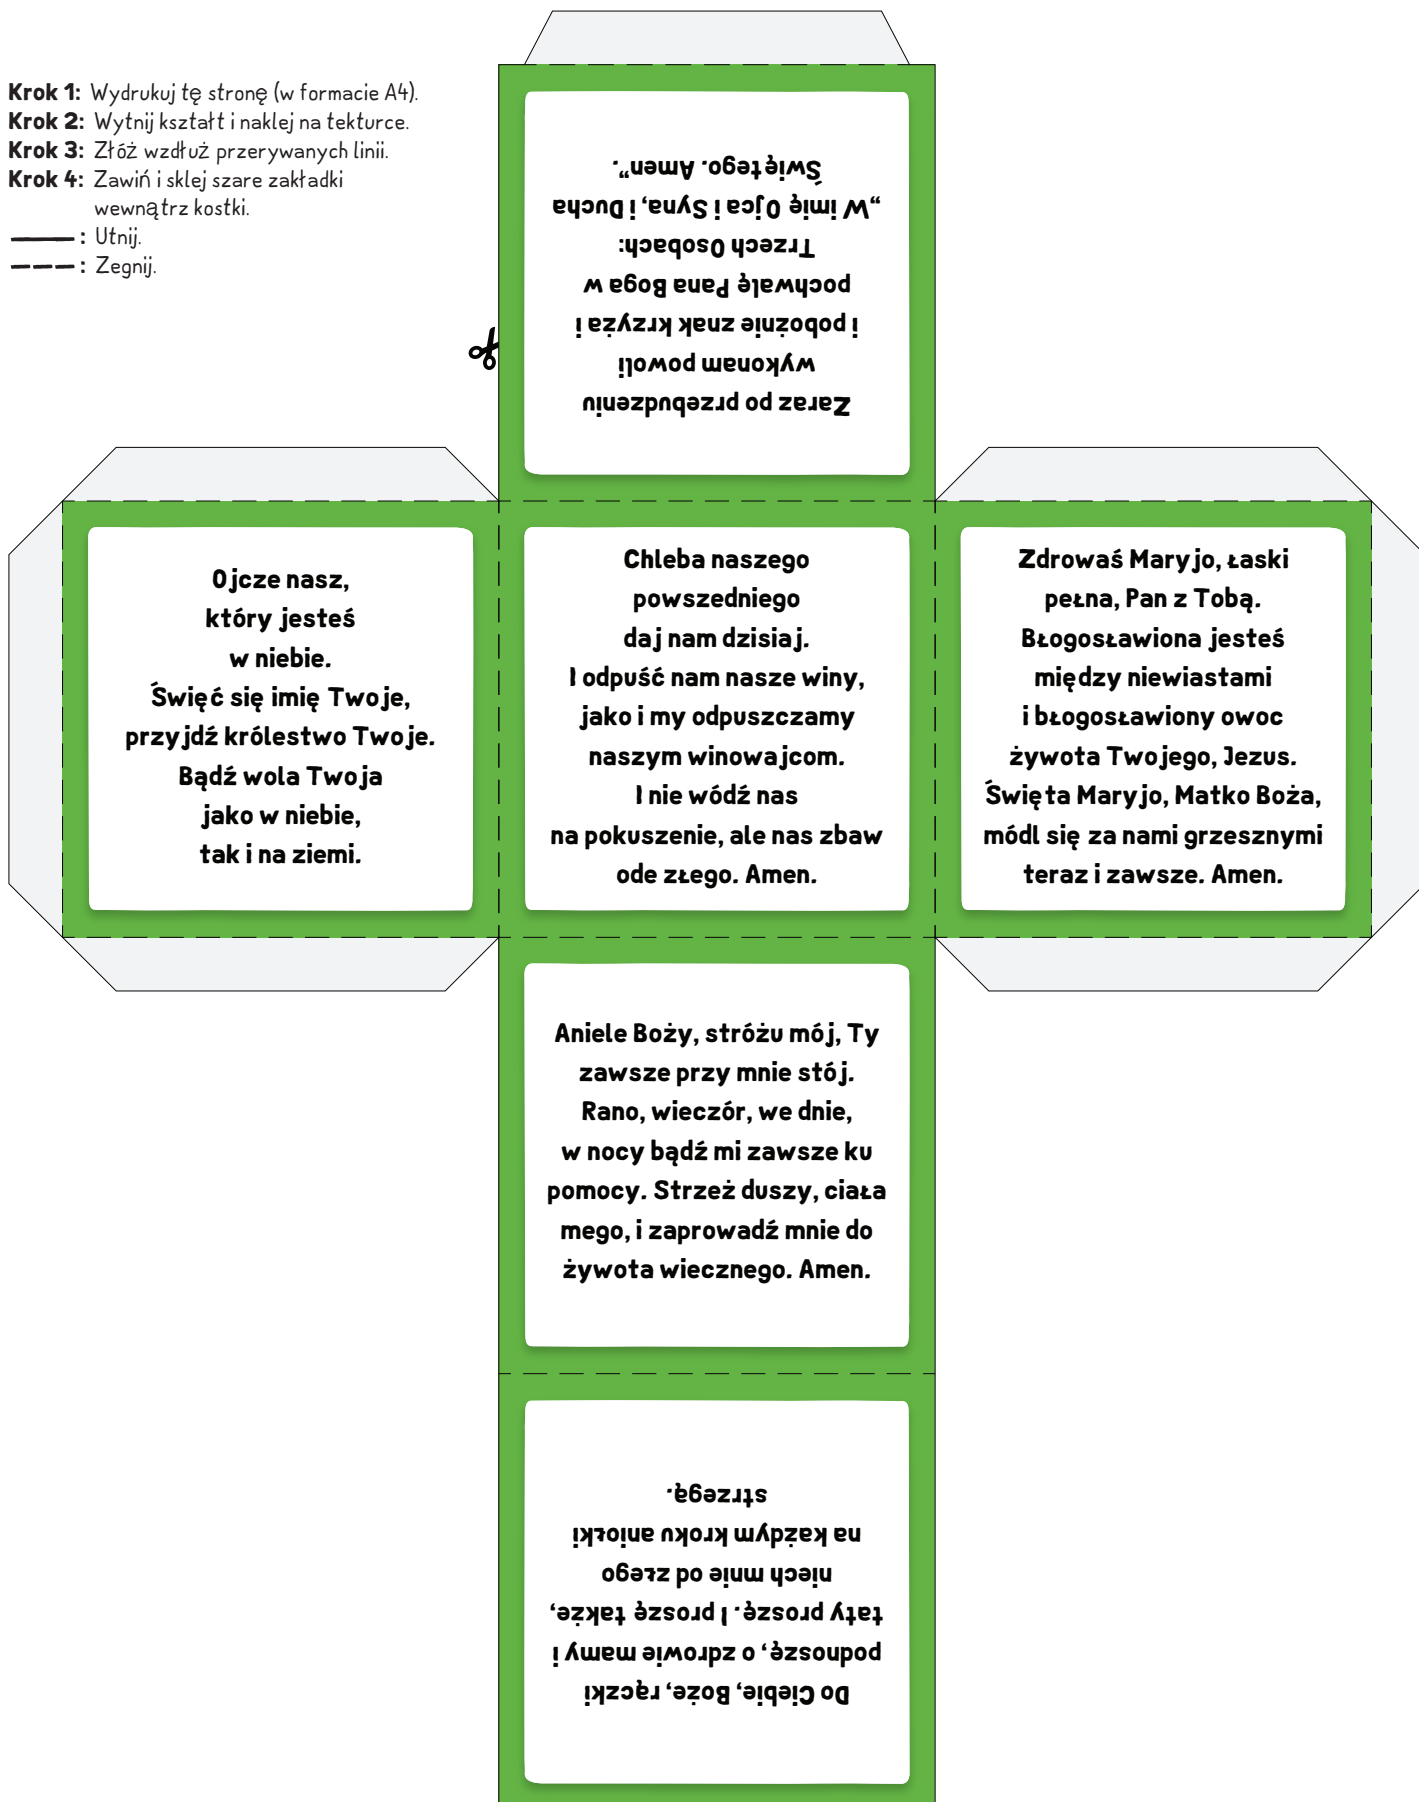 Krok 1: Wydrukuj tę stronę (w formacie A4).
Krok 2: Wytnij kształt i naklej na tekturce.
Krok 3: Złóż wzdłuż przerywanych linii.
Krok 4: Zawiń i sklej szare zakładki
wewnątrz kostki.
: Utnij.
: Zegnij.
Zaraz po przebudzeniu
wykonam powoli
i pobożnie znak krzyża i
pochwalę Pana Boga w
Trzech Osobach:
„W imię Ojca i Syna, i Ducha
Świętego. Amen”.
Ojcze nasz,
który jesteś
w niebie.
Święć się imię Twoje,
przyjdź królestwo Twoje.
Bądź wola Twoja
jako w niebie,
tak i na ziemi.
Chleba naszego
powszedniego
daj nam dzisiaj.
I odpuść nam nasze winy,
jako i my odpuszczamy
naszym winowajcom.
I nie wódź nas
na pokuszenie, ale nas zbaw
ode złego. Amen.
Zdrowaś Maryjo, Łaski
pełna, Pan z Tobą.
Błogosławiona jesteś
między niewiastami
i błogosławiony owoc
żywota Twojego, Jezus.
Święta Maryjo, Matko Boża,
módl się za nami grzesznymi
teraz i zawsze. Amen.
Aniele Boży, stróżu mój, Ty
zawsze przy mnie stój.
Rano, wieczór, we dnie,
w nocy bądź mi zawsze ku
pomocy. Strzeż duszy, ciała
mego, i zaprowadź mnie do
żywota wiecznego. Amen.
Do Ciebie, Boże, rączki
podnoszę, o zdrowie mamy i
taty proszę. I proszę także,
niech mnie od złego
na każdym kroku aniołki
strzegą.